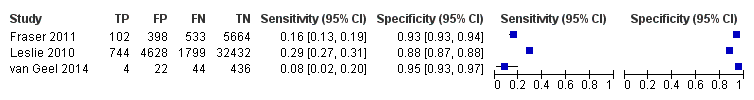 Study TP FP FN TN Sensitivity (95% CI) Specificity (95% CI) Sensitivity (95% CI) Specificity (95% CI)
Fraser 2011 102 398 533 5664 0.16 [0.13, 0.19] 0.93 [0.93, 0.94]
Leslie 2010 744 4628 1799 32432 0.29 [0.27, 0.31] 0.88 [0.87, 0.88]
van Geel 2014 4 22 44 436 0.08 [0.02, 0.20] 0.95 [0.93, 0.97]
0 0.2 0.4 0.6 0.8 1 0 0.2 0.4 0.6 0.8 1